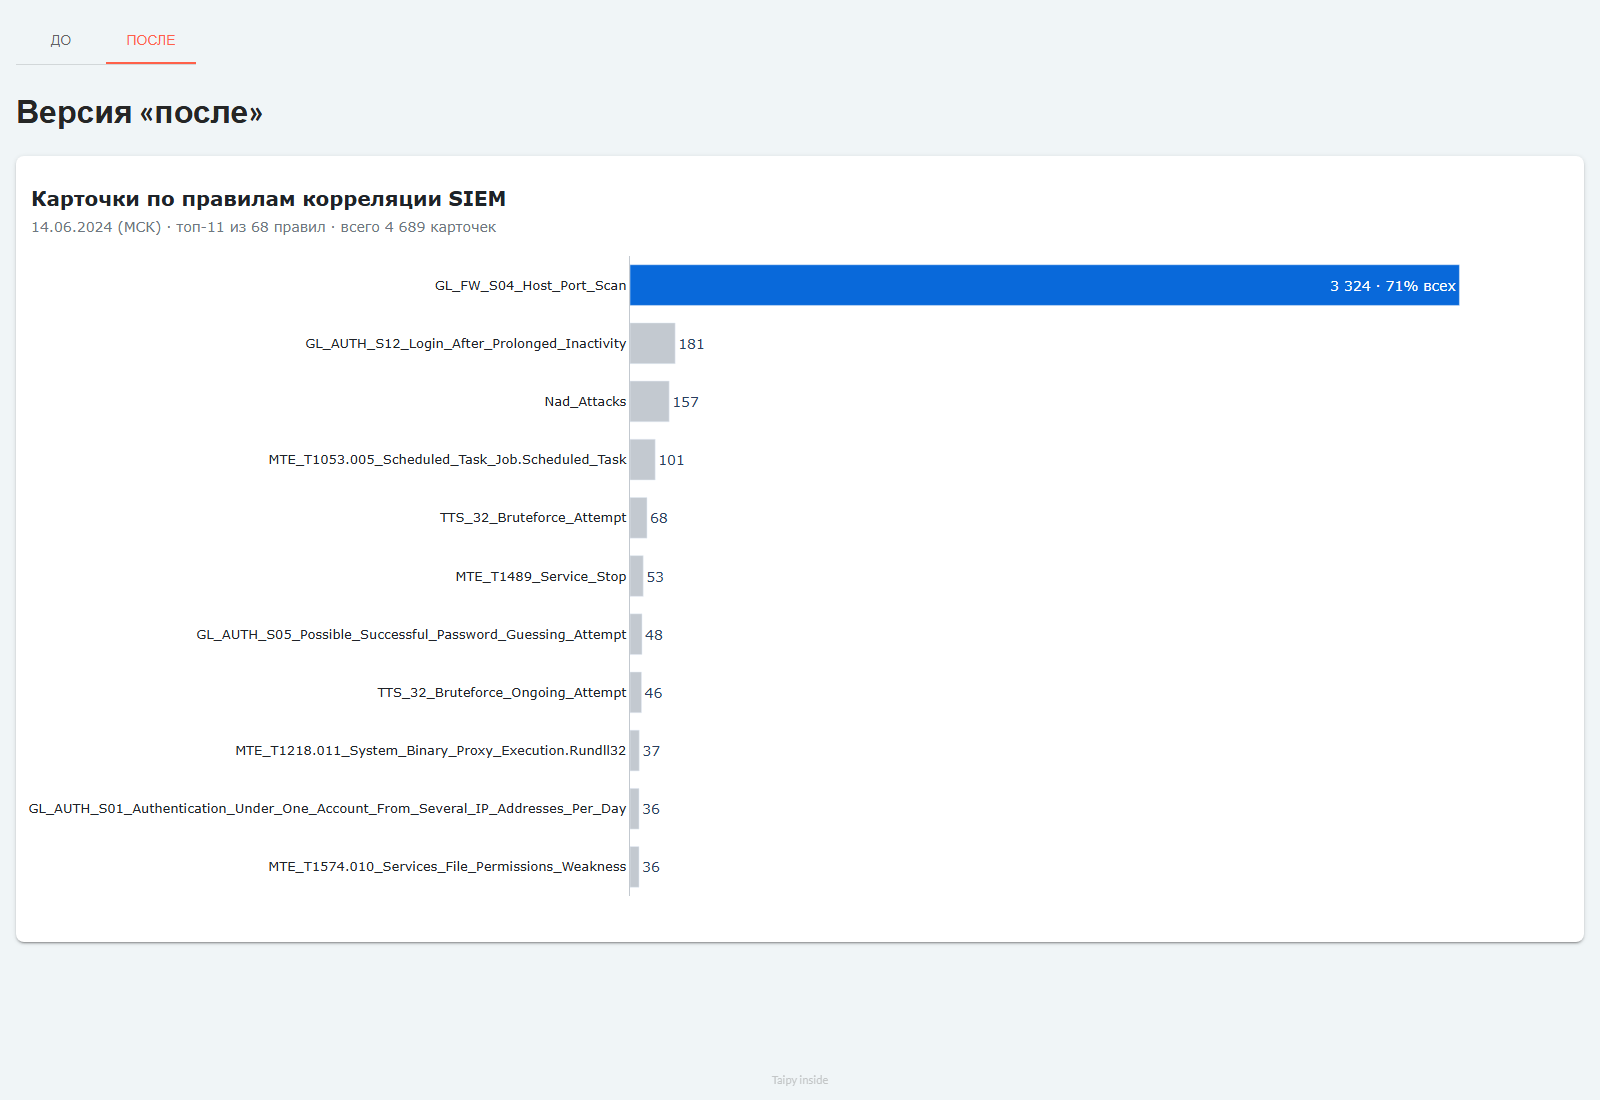 ДО
ПОСЛЕ
Версия «после»
Карточки по правилам корреляции SIEM
14.06.2024 (МСК) · топ-11 из 68 правил · всего 4 689 карточек
GL_FW_S04_Host_Port_Scan 3 324 · 71% всех
GL_AUTH_S12_Login_After_Prolonged_Inactivity 181
Nad_Attacks 157
MTE_T1053.005_Scheduled_Task_Job.Scheduled_Task 101
TTS_32_Bruteforce_Attempt 68
MTE_T1489_Service_Stop 53
GL_AUTH_S05_Possible_Successful_Password_Guessing_Attempt 48
TTS_32_Bruteforce_Ongoing_Attempt 46
MTE_T1218.011_System_Binary_Proxy_Execution.Rundll32 37
GL_AUTH_S01_Authentication_Under_One_Account_From_Several_IP_Addresses_Per_Day 36
MTE_T1574.010_Services_File_Permissions_Weakness 36
Taipy inside